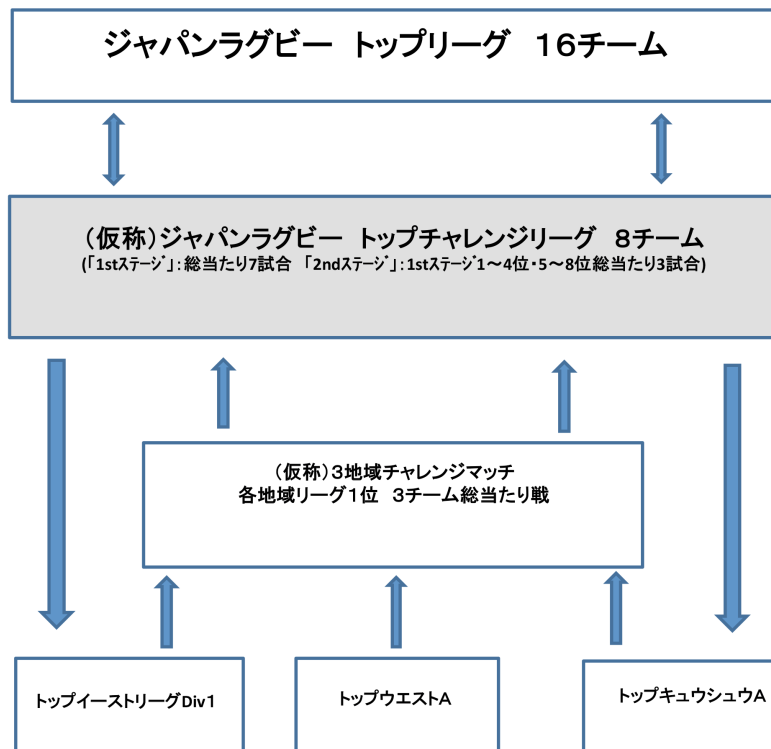 ジャパンラグビー　トップリーグ　１６チーム
（仮称）ジャパンラグビー　トップチャレンジリーグ　８チーム
(「1stｽﾃｰｼﾞ」：総当たり7試合　「2ndｽﾃｰｼﾞ」：1stｽﾃｰｼﾞ1～4位・5～8位総当たり3試合)
（仮称）３地域チャレンジマッチ
各地域リーグ１位　３チーム総当たり戦
トップイーストリーグDiv１
トップウエストA
トップキュウシュウA